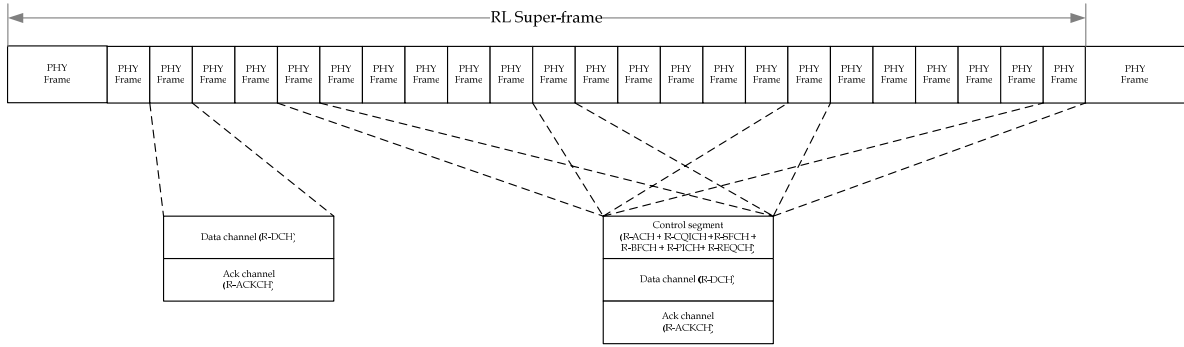 RL Super-frame
PHY PHY PHY PHY PHY PHY PHY PHY PHY PHY PHY PHY PHY PHY PHY PHY PHY PHY PHY PHY PHY PHY PHY PHY PHY
Frame Frame Frame Frame Frame Frame Frame Frame Frame Frame Frame Frame Frame Frame Frame Frame Frame Frame Frame Frame Frame Frame Frame Frame Frame
Data channel (R-DCH)
Ack channel
(R-ACKCH)
Control segment
(R-ACH + R-CQICH +R-SFCH +
R-BFCH + R-PICH+ R-REQCH)
Data channel (R-DCH)
Ack channel
(R-ACKCH)